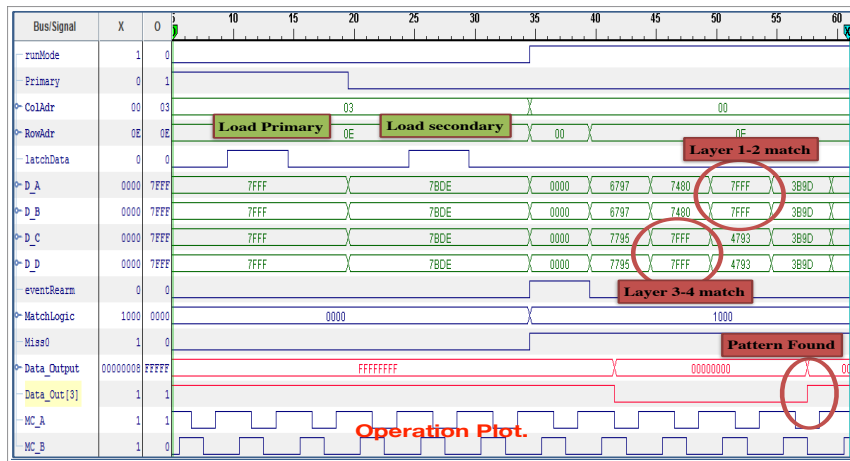 Bus/Signal X O 5 10 15 20 25 30 35 40 45 50 55 60
runMode 1 0
Primary 0 1
ColAdr 00 03 03 00
RowAdr 0E 0E Load Primary 0E Load secondary 00 0E
latchData 0 0 Layer 1-2 match
D_A 0000 7FFF 7FFF 7BDE 0000 6797 7480 7FFF 3B9D
D_B 0000 7FFF 7FFF 7BDE 0000 6797 7480 7FFF 3B9D
D_C 0000 7FFF 7FFF 7BDE 0000 7795 7FFF 4793 3B9D
D_D 0000 7FFF 7FFF 7BDE 0000 7795 7FFF 4793 3B9D
eventRearm 0 0 Layer 3-4 match
MatchLogic 1000 0000 0000 1000
Miss0 1 0 Pattern Found
Data_Output 00000008 FFFFF FFFFFFFF 00000000 00
Data_Out[3] 1 1
MC_A 1 1
Operation Plot.
MC_B 1 0